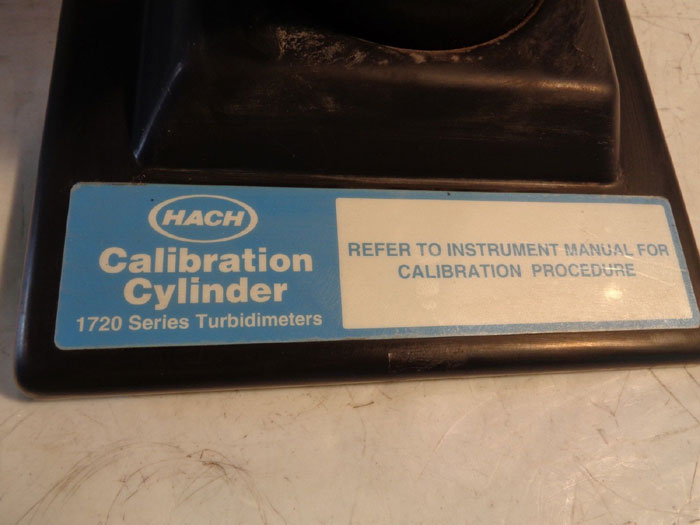 HACH
Calibration
Cylinder
1720 Series Turbidimeters
REFER TO INSTRUMENT MANUAL FOR
CALIBRATION PROCEDURE